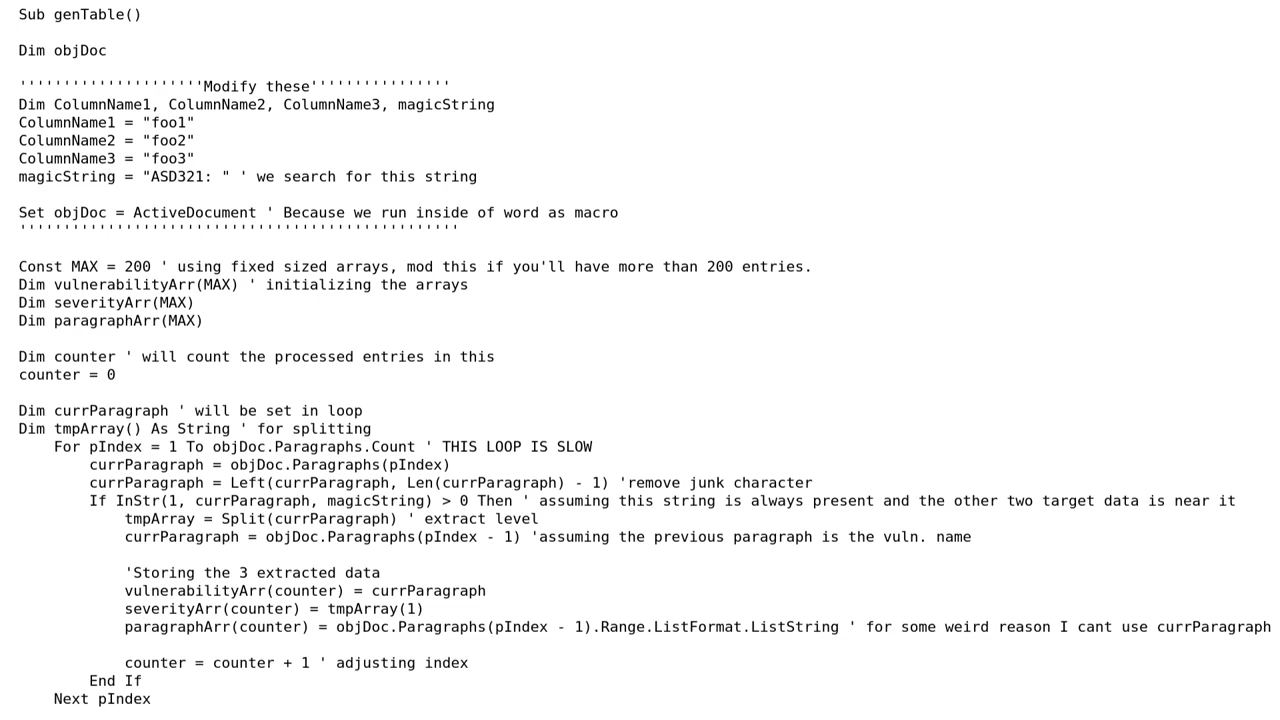 Sub genTable()
Dim objDoc
'''''''''''''''''''''Modify these''''''''''''''''
Dim ColumnName1, ColumnName2, ColumnName3, magicString
ColumnName1 = "foo1"
ColumnName2 = "foo2"
ColumnName3 = "foo3"
magicString = "ASD321: " ' we search for this string
Set objDoc = ActiveDocument ' Because we run inside of word as macro
''''''''''''''''''''''''''''''''''''''''''''''''''
Const MAX = 200 ' using fixed sized arrays, mod this if you'll have more than 200 entries.
Dim vulnerabilityArr(MAX) ' initializing the arrays
Dim severityArr(MAX)
Dim paragraphArr(MAX)
Dim counter ' will count the processed entries in this
counter = 0
Dim currParagraph ' will be set in loop
Dim tmpArray() As String ' for splitting
    For pIndex = 1 To objDoc.Paragraphs.Count ' THIS LOOP IS SLOW
        currParagraph = objDoc.Paragraphs(pIndex)
        currParagraph = Left(currParagraph, Len(currParagraph) - 1) 'remove junk character
        If InStr(1, currParagraph, magicString) > 0 Then ' assuming this string is always present and the other two target data is near it
            tmpArray = Split(currParagraph) ' extract level
            currParagraph = objDoc.Paragraphs(pIndex - 1) 'assuming the previous paragraph is the vuln. name
            'Storing the 3 extracted data
            vulnerabilityArr(counter) = currParagraph
            severityArr(counter) = tmpArray(1)
            paragraphArr(counter) = objDoc.Paragraphs(pIndex - 1).Range.ListFormat.ListString ' for some weird reason I cant use currParagraph
            counter = counter + 1 ' adjusting index
        End If
    Next pIndex